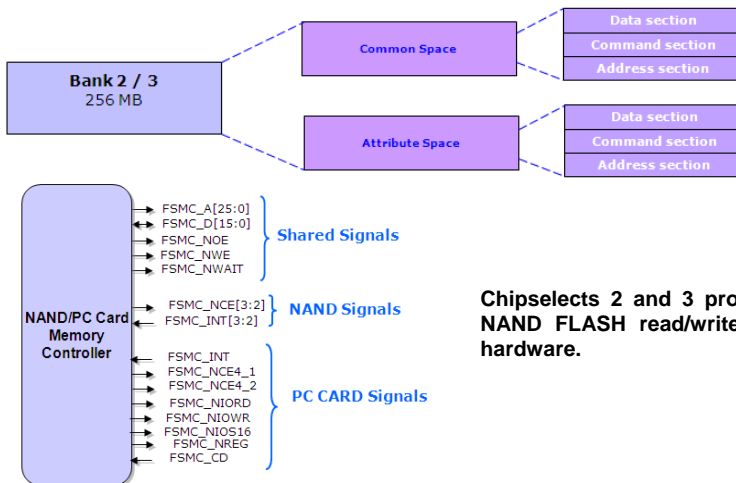 Bank 2 / 3
256 MB
Common Space
Data section
Command section
Address section
Attribute Space
Data section
Command section
Address section
NAND/PC Card
Memory
Controller
FSMC_A[25:0]
FSMC_D[15:0]
FSMC_NOE
FSMC_NWE
FSMC_NWAIT
Shared Signals
FSMC_NCE[3:2]
FSMC_INT[3:2]
NAND Signals
FSMC_INT
FSMC_NCE4_1
FSMC_NCE4_2
FSMC_NIORD
FSMC_NIOWR
FSMC_NIOS16
FSMC_NREG
FSMC_CD
PC CARD Signals
Chipselects 2 and 3 pro
NAND FLASH read/write
hardware.